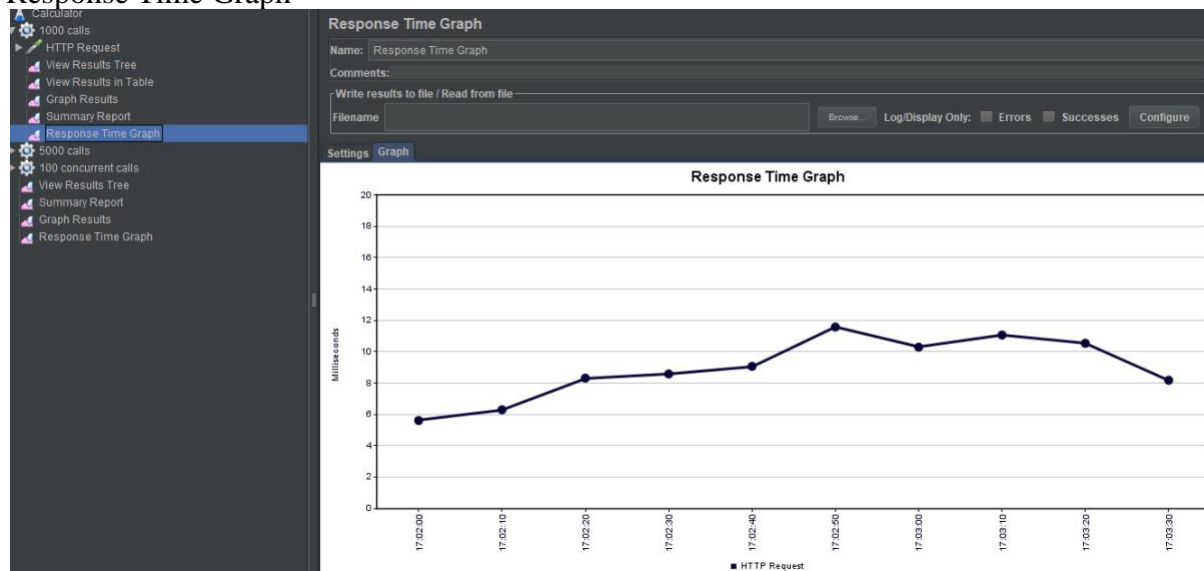 Response Time Graph
Calculator
1000 calls
HTTP Request
View Results Tree
View Results in Table
Graph Results
Summary Report
Response Time Graph
5000 calls
100 concurrent calls
View Results Tree
Summary Report
Graph Results
Response Time Graph
Response Time Graph
Name: Response Time Graph
Comments:
Write results to file / Read from file
Filename Browse... Log/Display Only: Errors Successes Configure
Settings Graph
Response Time Graph
20
18
16
14
12
10
8
6
4
2
0
Milliseconds
17:02:00 17:02:10 17:02:20 17:02:30 17:02:40 17:02:50 17:03:00 17:03:10 17:03:20 17:03:30
HTTP Request